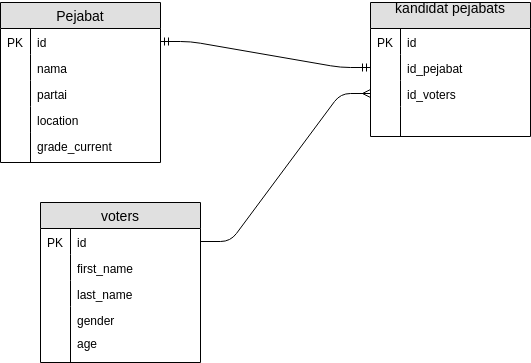 Pejabat
PK id
nama
partai
location
grade_current
kandidat pejabats
PK id
id_pejabat
id_voters
voters
PK id
first_name
last_name
gender
age